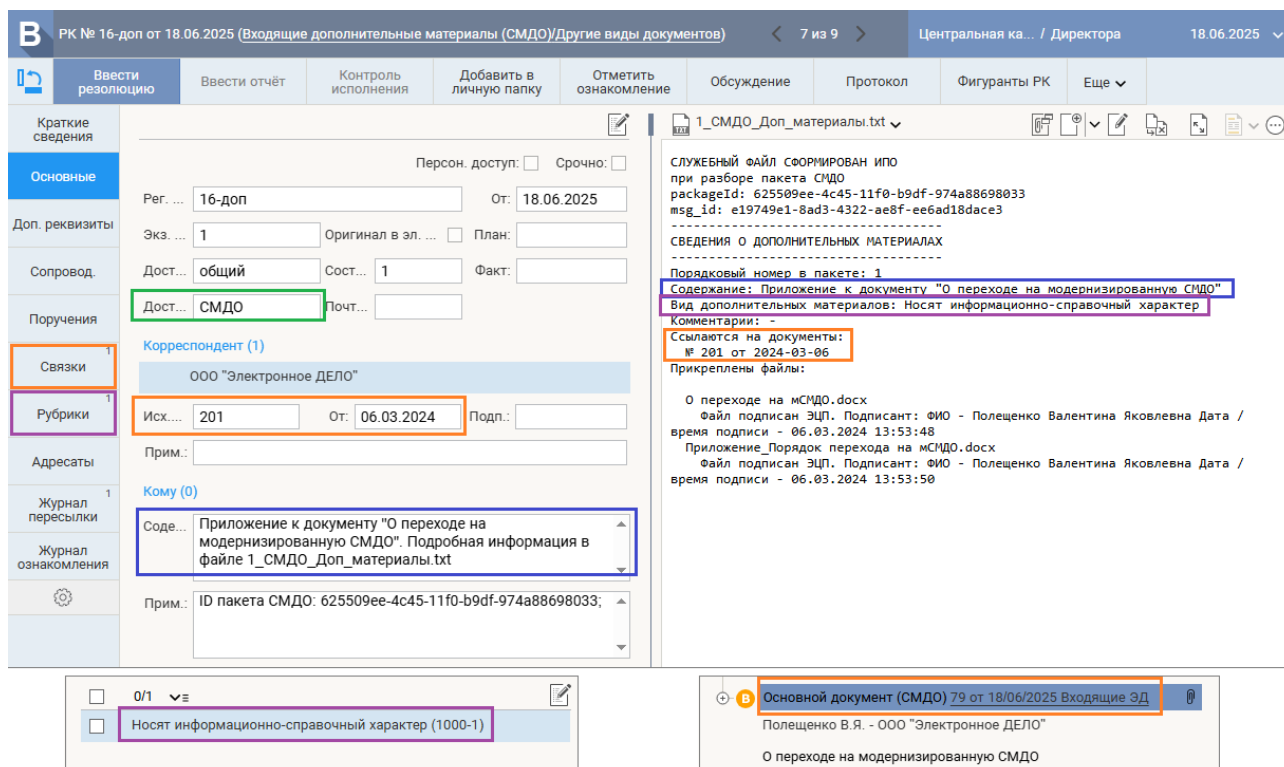 В РК № 16-доп от 18.06.2025 (Входящие дополнительные материалы (СМДО)/Другие виды документов) 7 из 9 Центральная ка... / Директора 18.06.2025
Ввести резолюцию
Ввести отчёт
Контроль исполнения
Добавить в личную папку
Отметить ознакомление
Обсуждение
Протокол
Фигуранты РК
Еще
Краткие сведения
Основные
Доп. реквизиты
Сопровод.
Поручения
Связки 1
Рубрики 1
Адресаты
Журнал пересылки 1
Журнал ознакомления
Персон. доступ: Срочно:
Рег. ... 16-доп От: 18.06.2025
Экз. ... 1 Оригинал в эл. ... План:
Дост... общий Сост... 1 Факт:
Дост... СМДО Почт...
Корреспондент (1)
ООО "Электронное ДЕЛО"
Исх.... 201 От: 06.03.2024 Подп.:
Прим.:
Кому (0)
Соде... Приложение к документу "О переходе на
модернизированную СМДО". Подробная информация в
файле 1_СМДО_Доп_материалы.txt
Прим.: ID пакета СМДО: 625509ee-4c45-11f0-b9df-974a88698033;
TXT 1_СМДО_Доп_материалы.txt
СЛУЖЕБНЫЙ ФАЙЛ СФОРМИРОВАН ИПО
при разборе пакета СМДО
packageId: 625509ee-4c45-11f0-b9df-974a88698033
msg_id: e19749e1-8ad3-4322-ae8f-ee6ad18dace3
-----------------------------------
СВЕДЕНИЯ О ДОПОЛНИТЕЛЬНЫХ МАТЕРИАЛАХ
-----------------------------------
Порядковый номер в пакете: 1
Содержание: Приложение к документу "О переходе на модернизированную СМДО"
Вид дополнительных материалов: Носят информационно-справочный характер
Комментарии: -
Ссылаются на документы:
№ 201 от 2024-03-06
Прикреплены файлы:
О переходе на мСМДО.docx
Файл подписан ЭЦП. Подписант: ФИО - Полещенко Валентина Яковлевна Дата /
время подписи - 06.03.2024 13:53:48
Приложение_Порядок перехода на мСМДО.docx
Файл подписан ЭЦП. Подписант: ФИО - Полещенко Валентина Яковлевна Дата /
время подписи - 06.03.2024 13:53:50
0/1
Носят информационно-справочный характер (1000-1)
В Основной документ (СМДО) 79 от 18/06/2025 Входящие ЭД
Полещенко В.Я. - ООО "Электронное ДЕЛО"
О переходе на модернизированную СМДО